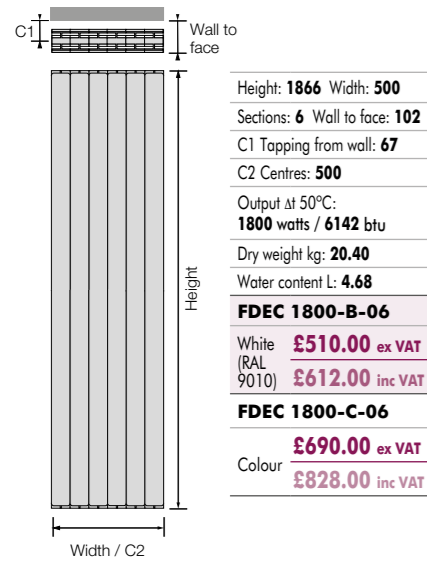 C1
Wall to
face
Height
Width / C2
Height: 1866 Width: 500
Sections: 6 Wall to face: 102
C1 Tapping from wall: 67
C2 Centres: 500
Output Δt 50ºC:
1800 watts / 6142 btu
Dry weight kg: 20.40
Water content L: 4.68
FDEC 1800-B-06
White
(RAL
9010)
£510.00 ex VAT
£612.00 inc VAT
FDEC 1800-C-06
Colour
£690.00 ex VAT
£828.00 inc VAT